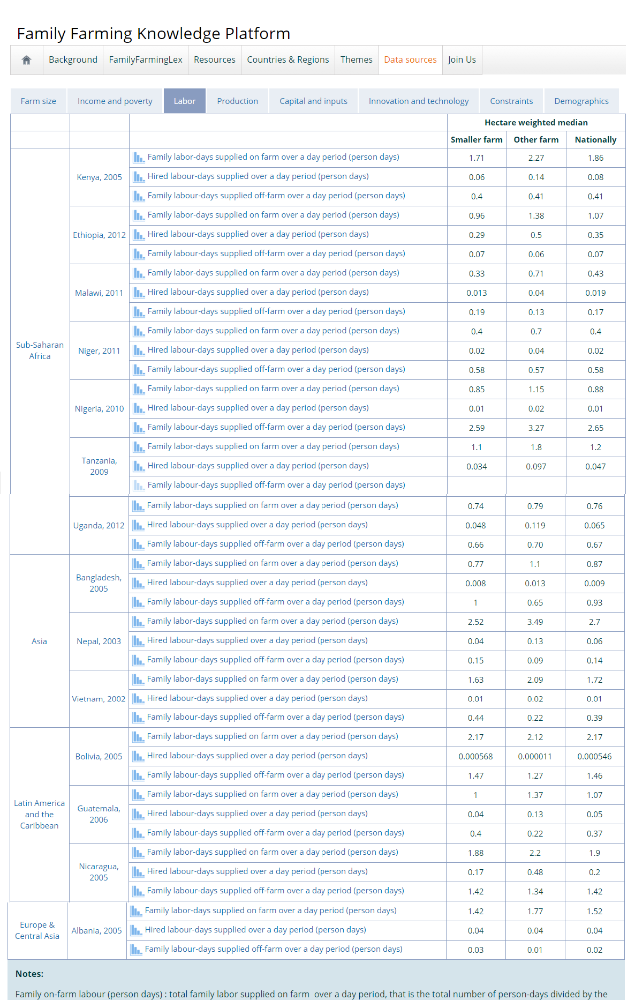 Family Farming Knowledge Platform
Background FamilyFarmingLex Resources Countries & Regions Themes Data sources Join Us
Farm size Income and poverty Labor Production Capital and inputs Innovation and technology Constraints Demographics
Hectare weighted median
Smaller farm Other farm Nationally
Sub-Saharan
Africa
Kenya, 2005
Family labor-days supplied on farm over a day period (person days) 1.71 2.27 1.86
Hired labour-days supplied over a day period (person days) 0.06 0.14 0.08
Family labour-days supplied off-farm over a day period (person days) 0.4 0.41 0.41
Ethiopia, 2012
Family labor-days supplied on farm over a day period (person days) 0.96 1.38 1.07
Hired labour-days supplied over a day period (person days) 0.29 0.5 0.35
Family labour-days supplied off-farm over a day period (person days) 0.07 0.06 0.07
Malawi, 2011
Family labor-days supplied on farm over a day period (person days) 0.33 0.71 0.43
Hired labour-days supplied over a day period (person days) 0.013 0.04 0.019
Family labour-days supplied off-farm over a day period (person days) 0.19 0.13 0.17
Niger, 2011
Family labor-days supplied on farm over a day period (person days) 0.4 0.7 0.4
Hired labour-days supplied over a day period (person days) 0.02 0.04 0.02
Family labour-days supplied off-farm over a day period (person days) 0.58 0.57 0.58
Nigeria, 2010
Family labor-days supplied on farm over a day period (person days) 0.85 1.15 0.88
Hired labour-days supplied over a day period (person days) 0.01 0.02 0.01
Family labour-days supplied off-farm over a day period (person days) 2.59 3.27 2.65
Tanzania,
2009
Family labor-days supplied on farm over a day period (person days) 1.1 1.8 1.2
Hired labour-days supplied over a day period (person days) 0.034 0.097 0.047
Family labour-days supplied off-farm over a day period (person days)
Uganda, 2012
Family labor-days supplied on farm over a day period (person days) 0.74 0.79 0.76
Hired labour-days supplied over a day period (person days) 0.048 0.119 0.065
Family labour-days supplied off-farm over a day period (person days) 0.66 0.70 0.67
Asia
Bangladesh,
2005
Family labor-days supplied on farm over a day period (person days) 0.77 1.1 0.87
Hired labour-days supplied over a day period (person days) 0.008 0.013 0.009
Family labour-days supplied off-farm over a day period (person days) 1 0.65 0.93
Nepal, 2003
Family labor-days supplied on farm over a day period (person days) 2.52 3.49 2.7
Hired labour-days supplied over a day period (person days) 0.04 0.13 0.06
Family labour-days supplied off-farm over a day period (person days) 0.15 0.09 0.14
Vietnam, 2002
Family labor-days supplied on farm over a day period (person days) 1.63 2.09 1.72
Hired labour-days supplied over a day period (person days) 0.01 0.02 0.01
Family labour-days supplied off-farm over a day period (person days) 0.44 0.22 0.39
Latin America
and the
Caribbean
Bolivia, 2005
Family labor-days supplied on farm over a day period (person days) 2.17 2.12 2.17
Hired labour-days supplied over a day period (person days) 0.000568 0.000011 0.000546
Family labour-days supplied off-farm over a day period (person days) 1.47 1.27 1.46
Guatemala,
2006
Family labor-days supplied on farm over a day period (person days) 1 1.37 1.07
Hired labour-days supplied over a day period (person days) 0.04 0.13 0.05
Family labour-days supplied off-farm over a day period (person days) 0.4 0.22 0.37
Nicaragua,
2005
Family labor-days supplied on farm over a day period (person days) 1.88 2.2 1.9
Hired labour-days supplied over a day period (person days) 0.17 0.48 0.2
Family labour-days supplied off-farm over a day period (person days) 1.42 1.34 1.42
Europe &
Central Asia
Albania, 2005
Family labor-days supplied on farm over a day period (person days) 1.42 1.77 1.52
Hired labour-days supplied over a day period (person days) 0.04 0.04 0.04
Family labour-days supplied off-farm over a day period (person days) 0.03 0.01 0.02
Notes:
Family on-farm labour (person days) : total family labor supplied on farm over a day period, that is the total number of person-days divided by the